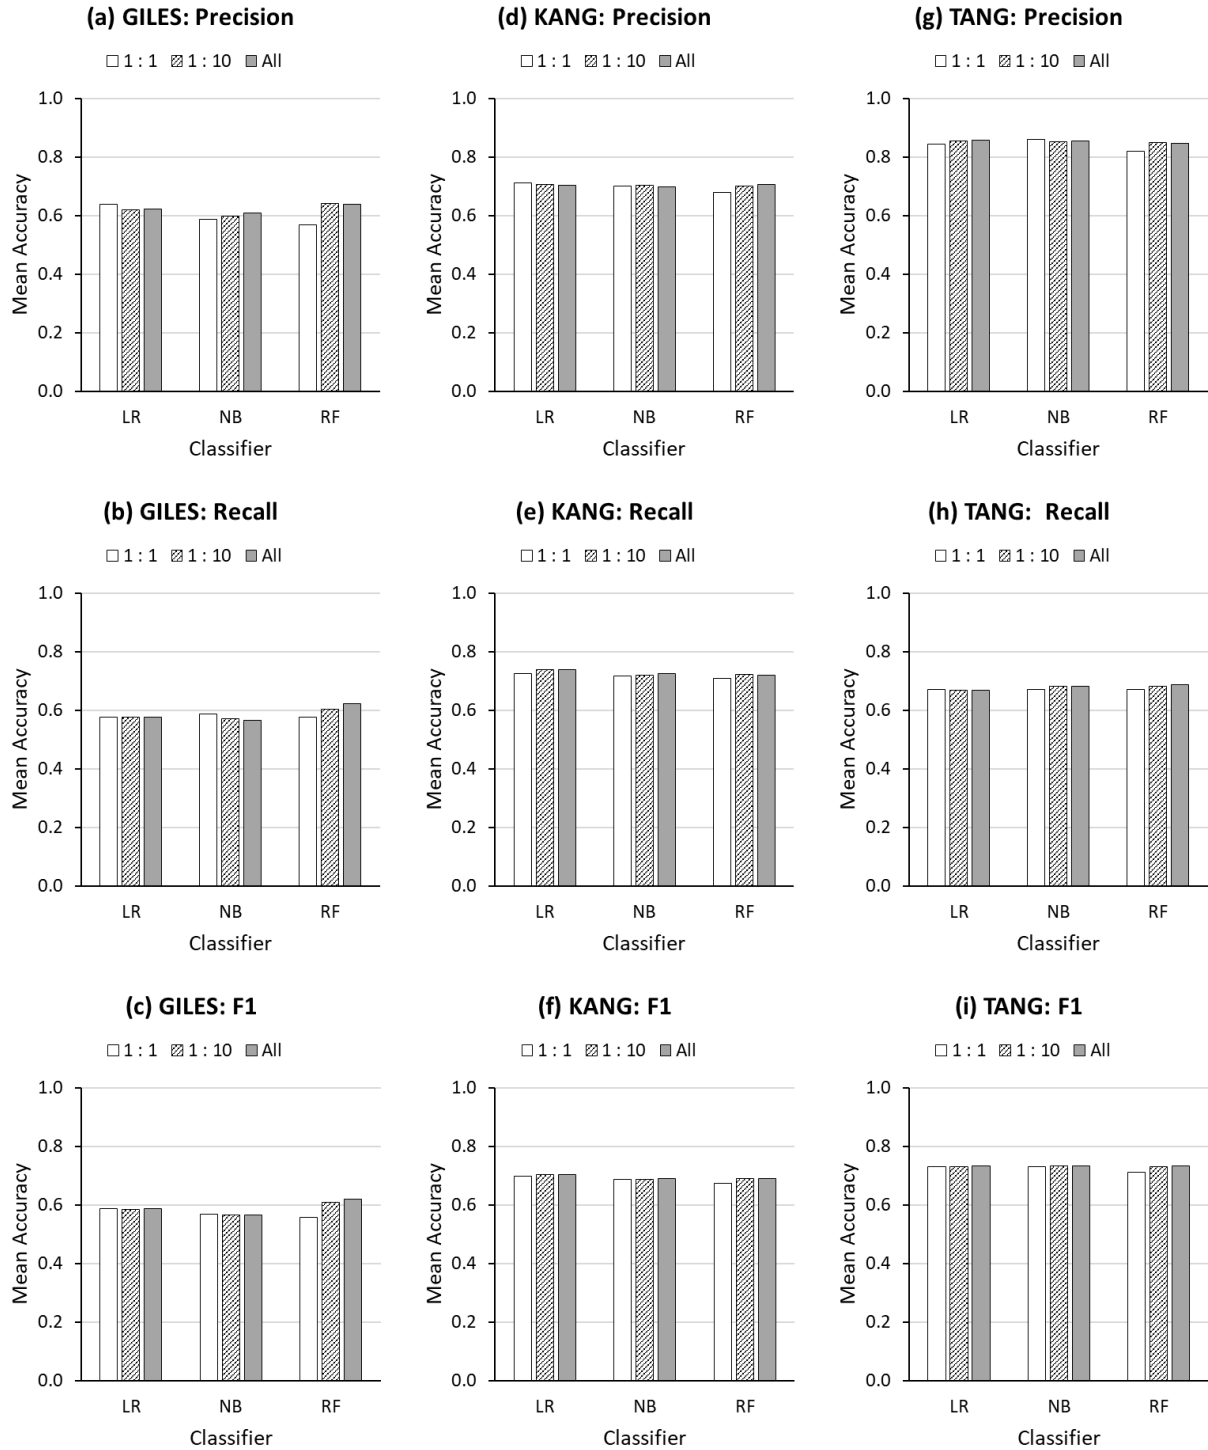 (a) GILES: Precision
1 : 1 1 : 10 All
1.0
0.8
0.6
0.4
0.2
0.0
Mean Accuracy
LR NB RF
Classifier
(d) KANG: Precision
1 : 1 1 : 10 All
1.0
0.8
0.6
0.4
0.2
0.0
Mean Accuracy
LR NB RF
Classifier
(g) TANG: Precision
1 : 1 1 : 10 All
1.0
0.8
0.6
0.4
0.2
0.0
Mean Accuracy
LR NB RF
Classifier
(b) GILES: Recall
1 : 1 1 : 10 All
1.0
0.8
0.6
0.4
0.2
0.0
Mean Accuracy
LR NB RF
Classifier
(e) KANG: Recall
1 : 1 1 : 10 All
1.0
0.8
0.6
0.4
0.2
0.0
Mean Accuracy
LR NB RF
Classifier
(h) TANG: Recall
1 : 1 1 : 10 All
1.0
0.8
0.6
0.4
0.2
0.0
Mean Accuracy
LR NB RF
Classifier
(c) GILES: F1
1 : 1 1 : 10 All
1.0
0.8
0.6
0.4
0.2
0.0
Mean Accuracy
LR NB RF
Classifier
(f) KANG: F1
1 : 1 1 : 10 All
1.0
0.8
0.6
0.4
0.2
0.0
Mean Accuracy
LR NB RF
Classifier
(i) TANG: F1
1 : 1 1 : 10 All
1.0
0.8
0.6
0.4
0.2
0.0
Mean Accuracy
LR NB RF
Classifier